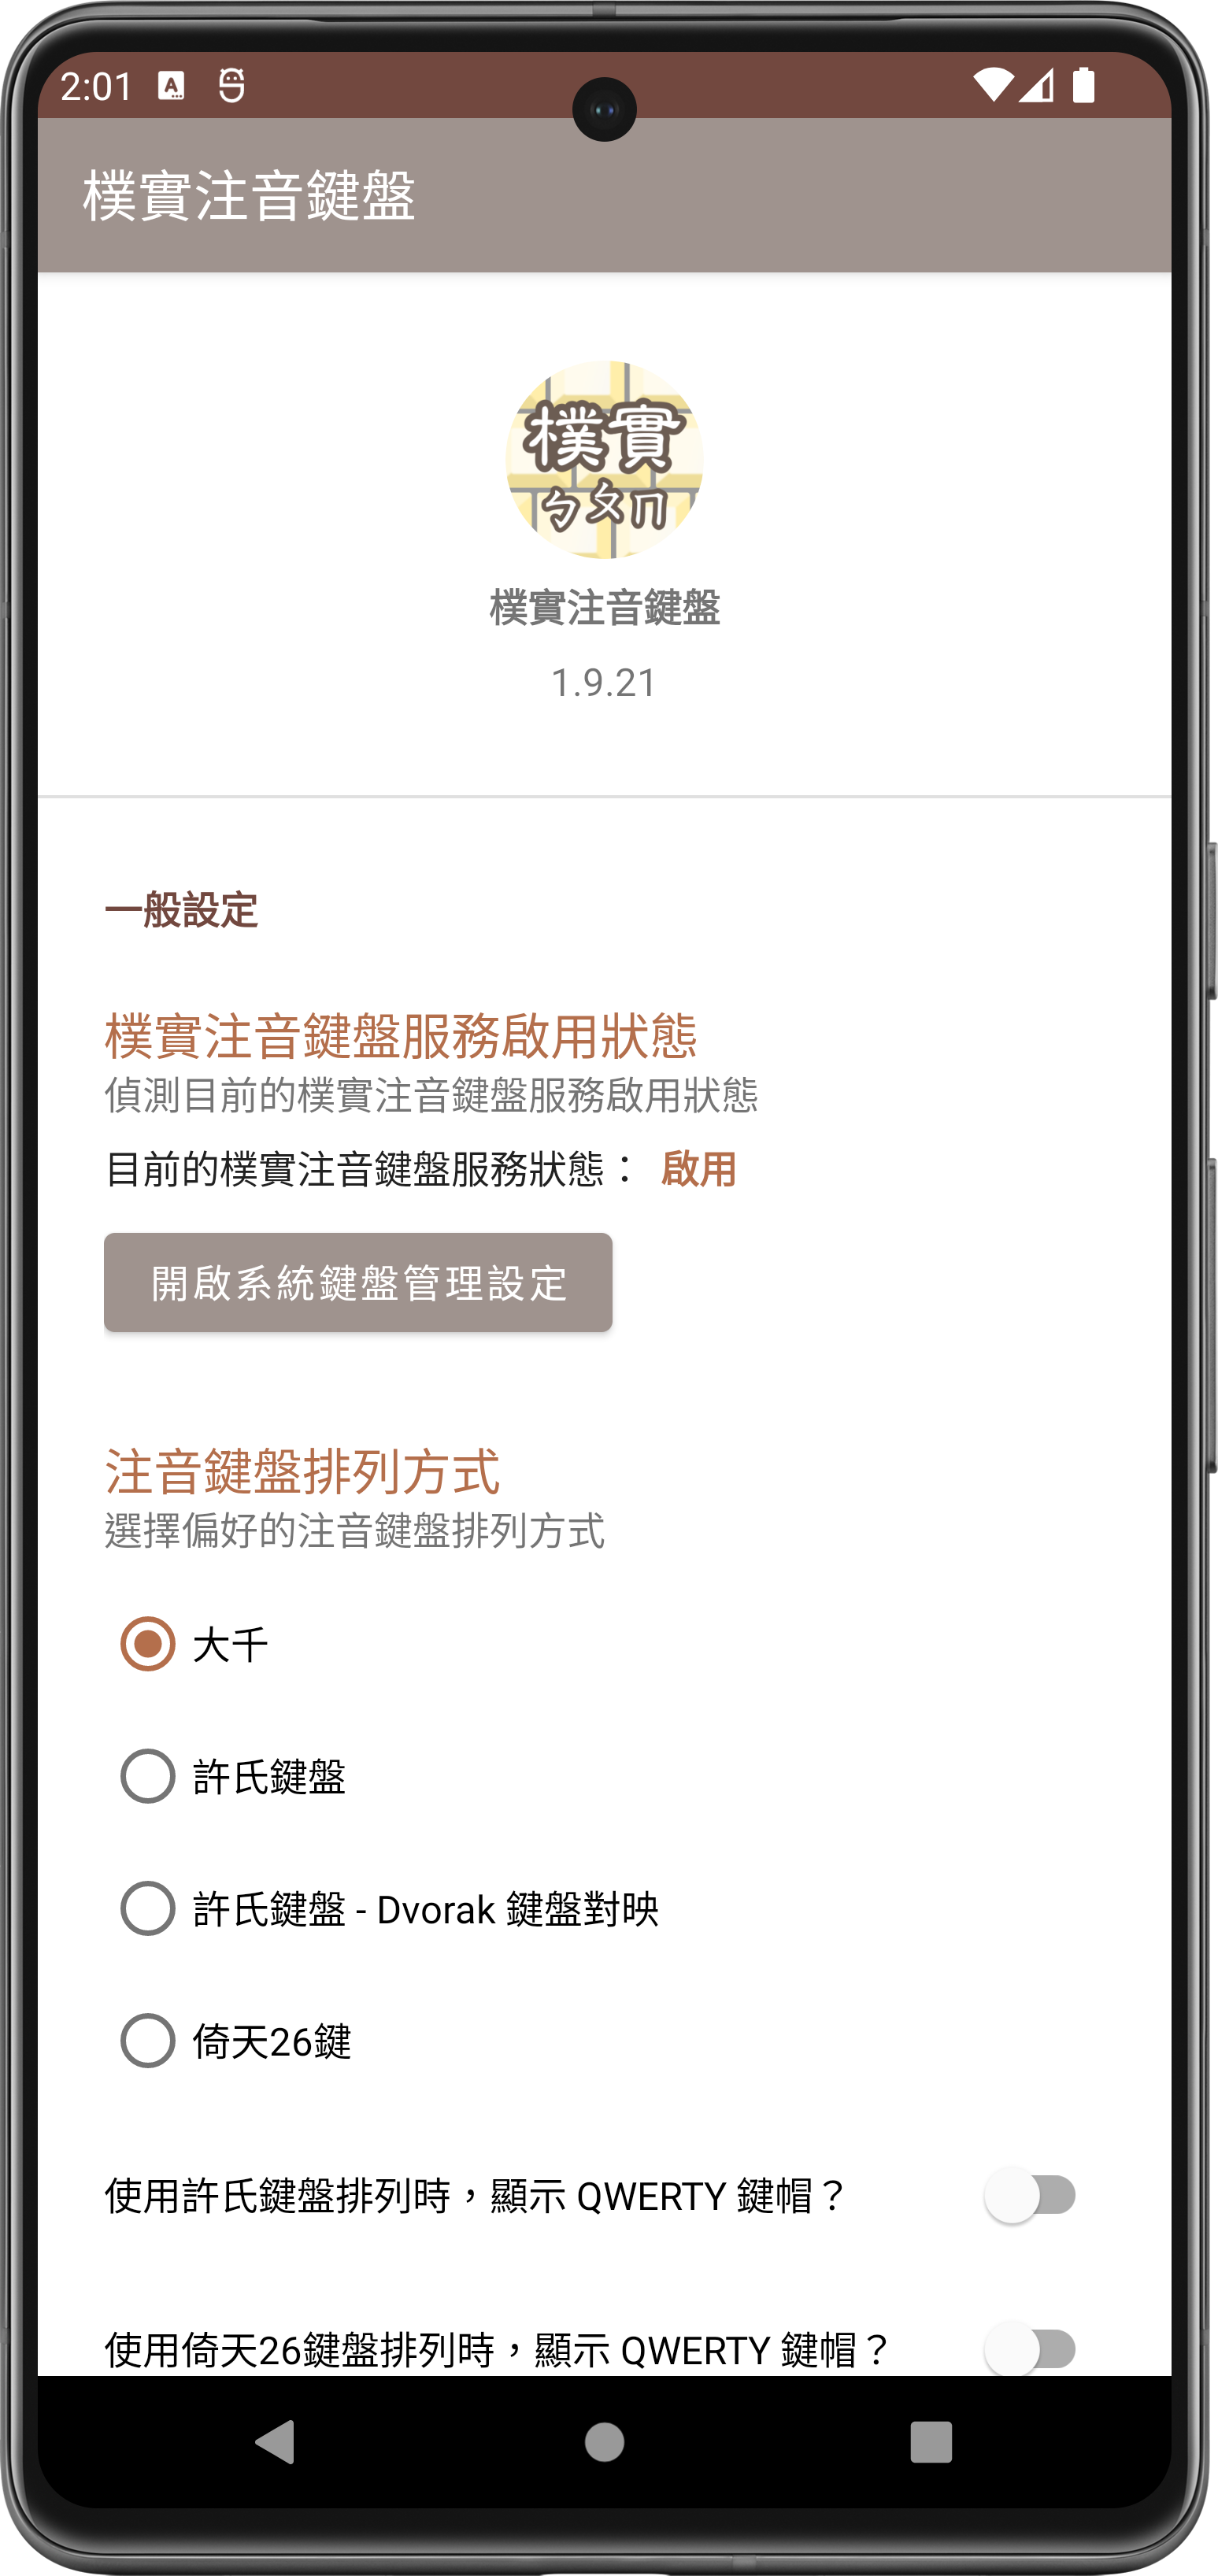 2:01
樸實注音鍵盤
樸實
ㄅㄆㄇ
樸實注音鍵盤
1.9.21
一般設定
樸實注音鍵盤服務啟用狀態
偵測目前的樸實注音鍵盤服務啟用狀態
目前的樸實注音鍵盤服務狀態： 啟用
開啟系統鍵盤管理設定
注音鍵盤排列方式
選擇偏好的注音鍵盤排列方式
大千
許氏鍵盤
許氏鍵盤 - Dvorak 鍵盤對映
倚天26鍵
使用許氏鍵盤排列時，顯示 QWERTY 鍵帽？
使用倚天26鍵盤排列時，顯示 QWERTY 鍵帽？